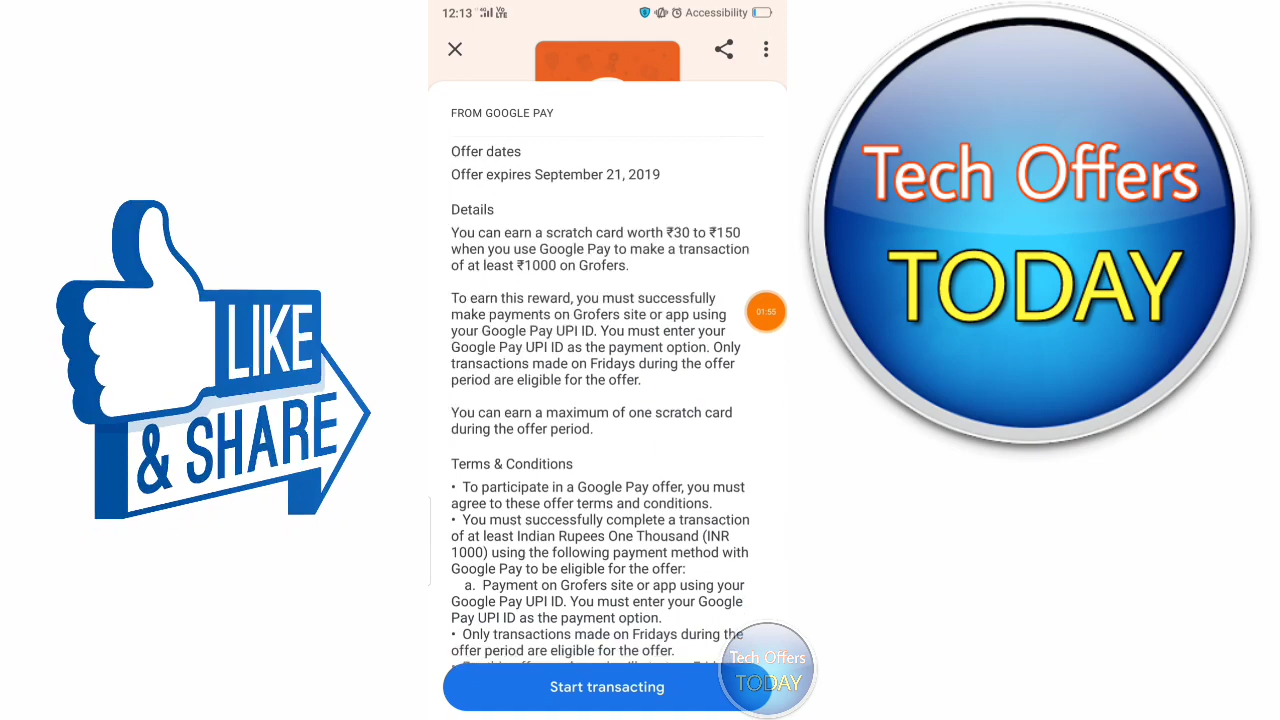 12:13 4G Vo LTE Accessibility
FROM GOOGLE PAY
Offer dates
Offer expires September 21, 2019
Details
You can earn a scratch card worth ₹30 to ₹150
when you use Google Pay to make a transaction
of at least ₹1000 on Grofers.
To earn this reward, you must successfully
make payments on Grofers site or app using
your Google Pay UPI ID. You must enter your
Google Pay UPI ID as the payment option. Only
transactions made on Fridays during the offer
period are eligible for the offer.
01:55
You can earn a maximum of one scratch card
during the offer period.
Terms & Conditions
• To participate in a Google Pay offer, you must
agree to these offer terms and conditions.
• You must successfully complete a transaction
of at least Indian Rupees One Thousand (INR
1000) using the following payment method with
Google Pay to be eligible for the offer:
a. Payment on Grofers site or app using your
Google Pay UPI ID. You must enter your Google
Pay UPI ID as the payment option.
• Only transactions made on Fridays during the
offer period are eligible for the offer.
Start transacting
LIKE
& SHARE
Tech Offers
TODAY
Tech Offers
TODAY